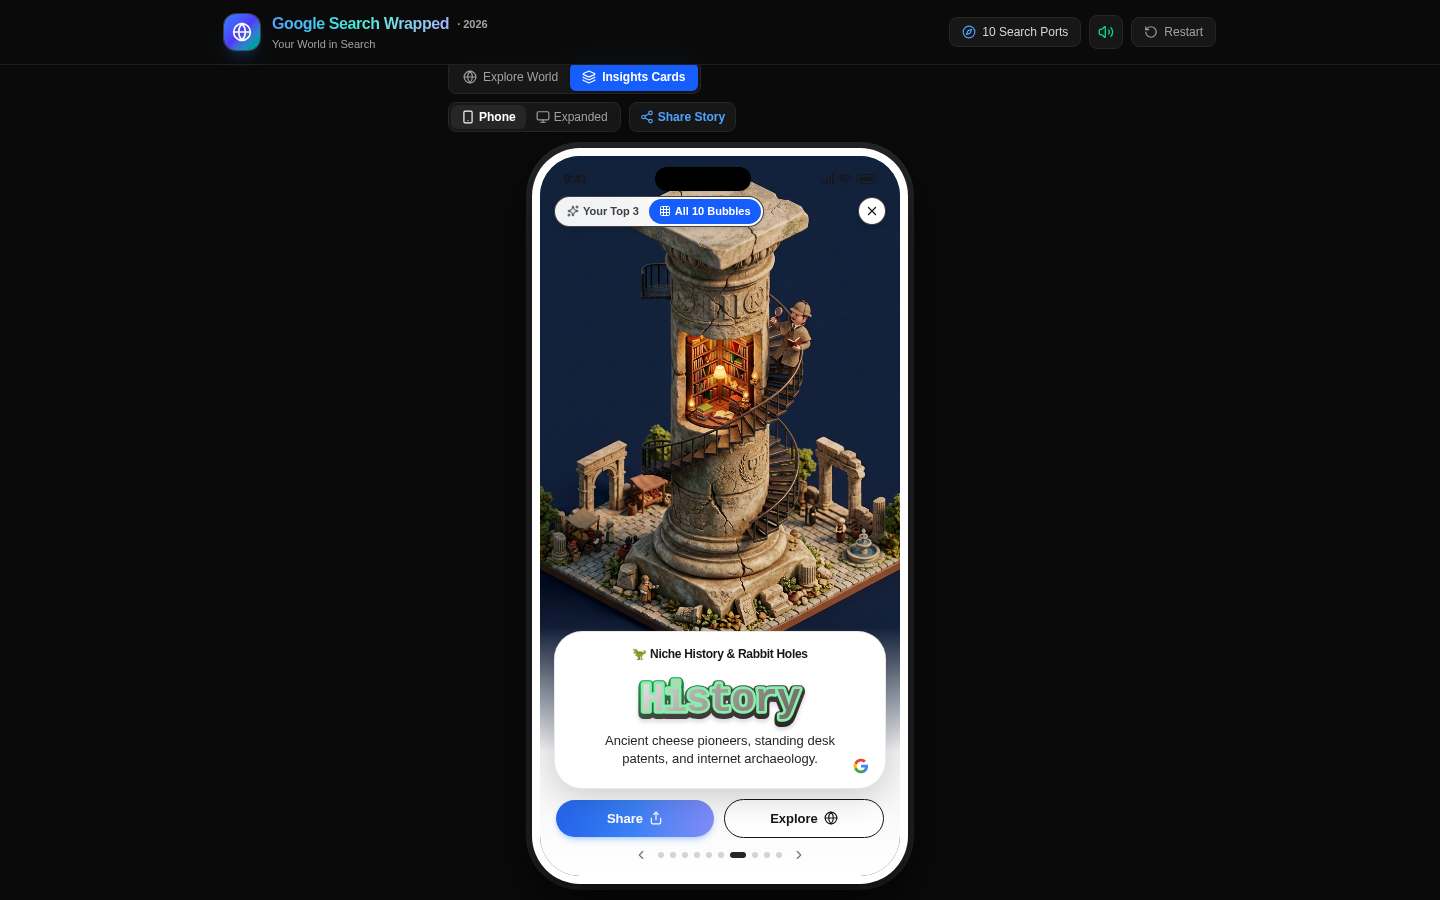 Google Search Wrapped · 2026
Your World in Search
10 Search Ports
Restart
Explore World
Insights Cards
Phone
Expanded
Share Story
9:41
Your Top 3
All 10 Bubbles
Niche History & Rabbit Holes
History
Ancient cheese pioneers, standing desk
patents, and internet archaeology.
Share
Explore